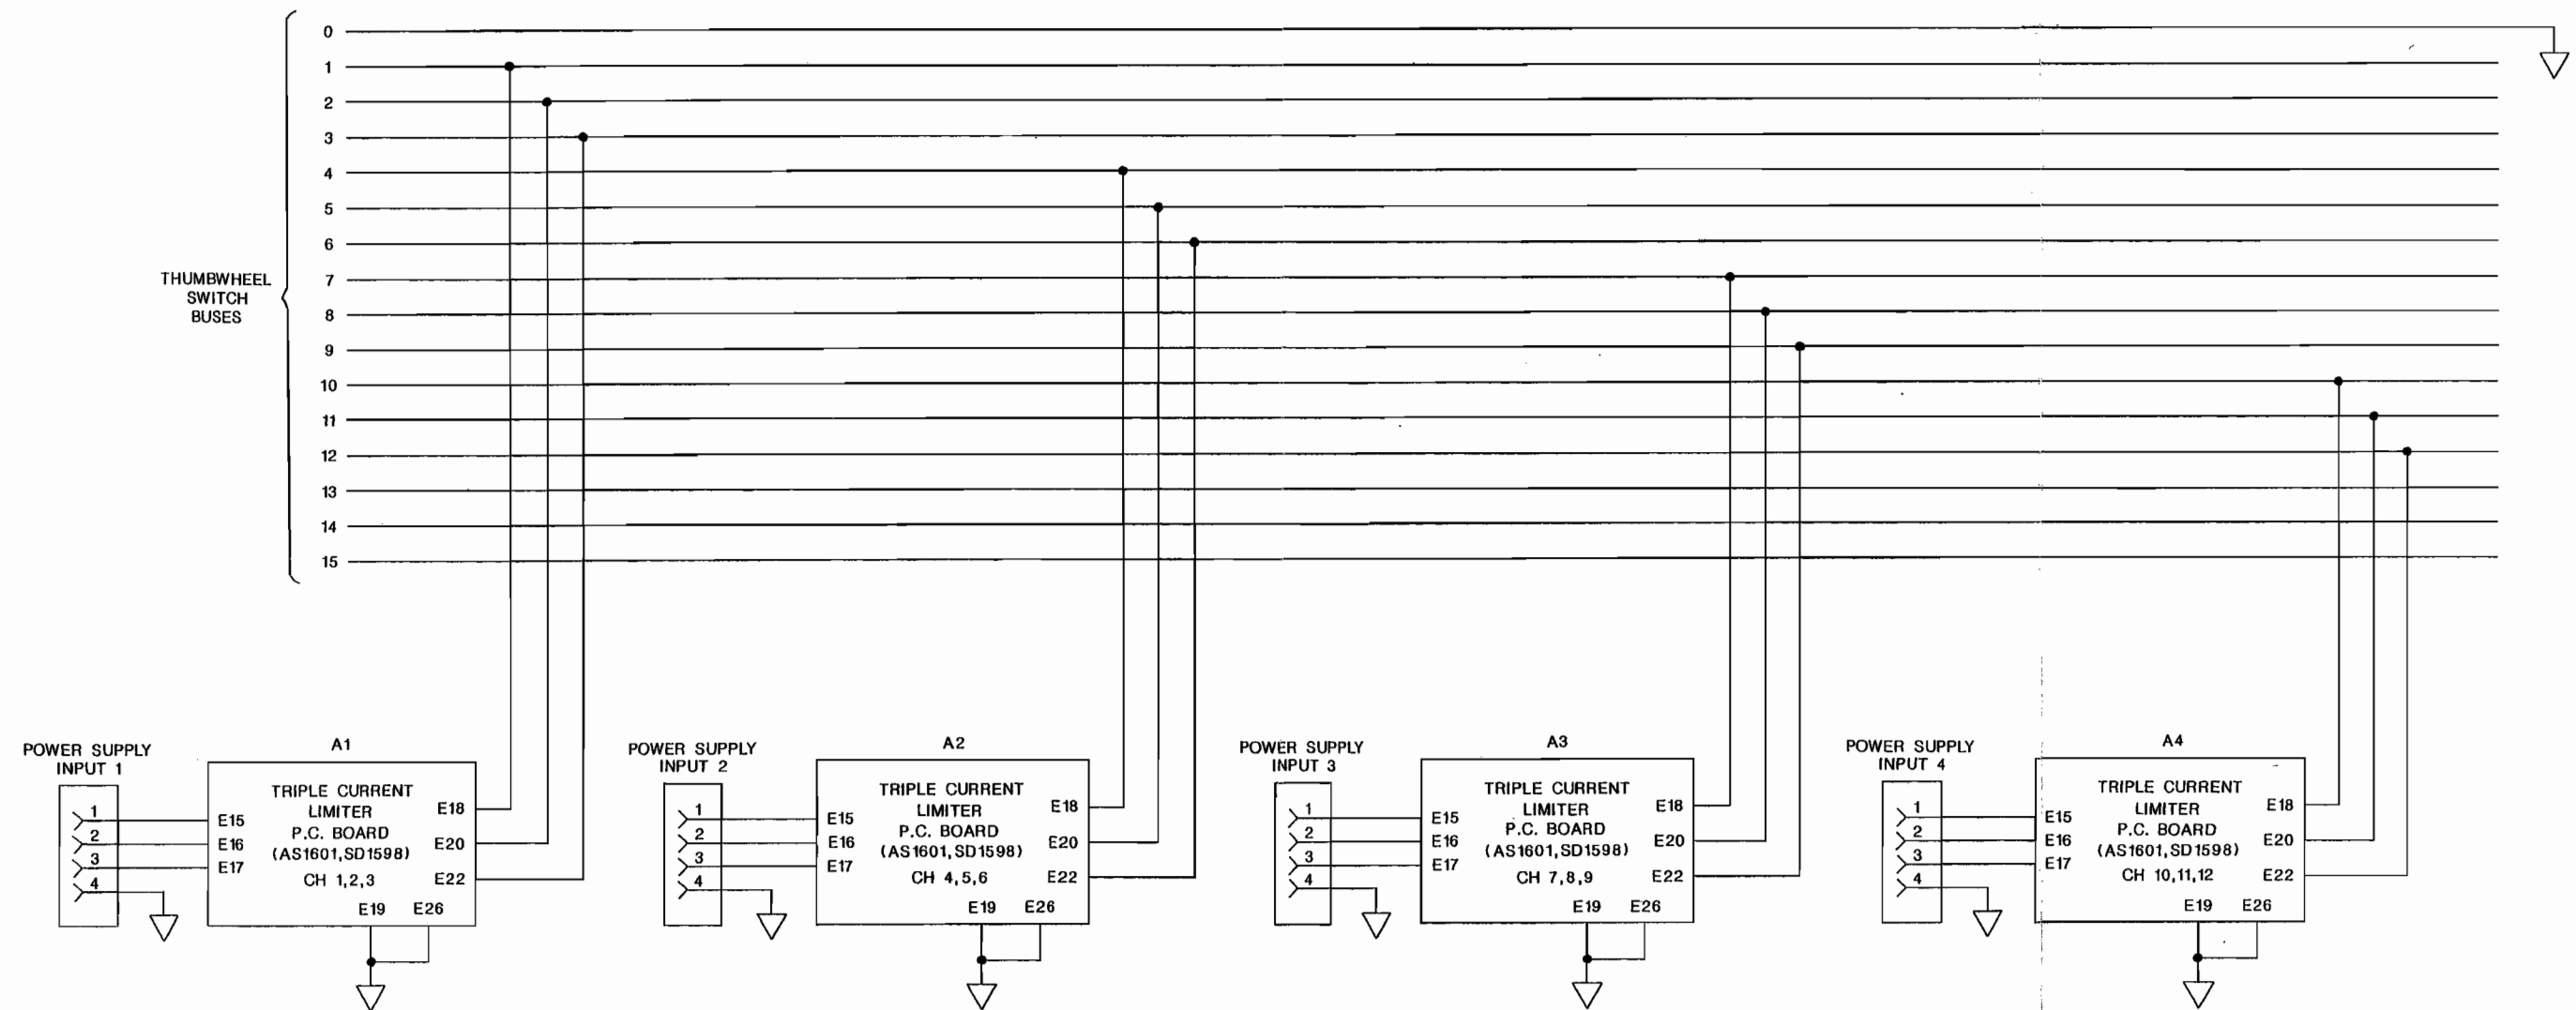 0
1
2
3
4
5
6
7
8
9
10
11
12
13
14
15
THUMBWHEEL
SWITCH
BUSES
POWER SUPPLY
INPUT 1
1
2
3
4
A1
TRIPLE CURRENT
LIMITER
P.C. BOARD
(AS1601,SD1598)
CH 1,2,3
E15
E16
E17
E18
E20
E22
E19 E26
POWER SUPPLY
INPUT 2
1
2
3
4
A2
TRIPLE CURRENT
LIMITER
P.C. BOARD
(AS1601,SD1598)
CH 4,5,6
E15
E16
E17
E18
E20
E22
E19 E26
POWER SUPPLY
INPUT 3
1
2
3
4
A3
TRIPLE CURRENT
LIMITER
P.C. BOARD
(AS1601,SD1598)
CH 7,8,9
E15
E16
E17
E18
E20
E22
E19 E26
POWER SUPPLY
INPUT 4
1
2
3
4
A4
TRIPLE CURRENT
LIMITER
P.C. BOARD
(AS1601,SD1598)
CH 10,11,12
E15
E16
E17
E18
E20
E22
E19 E26